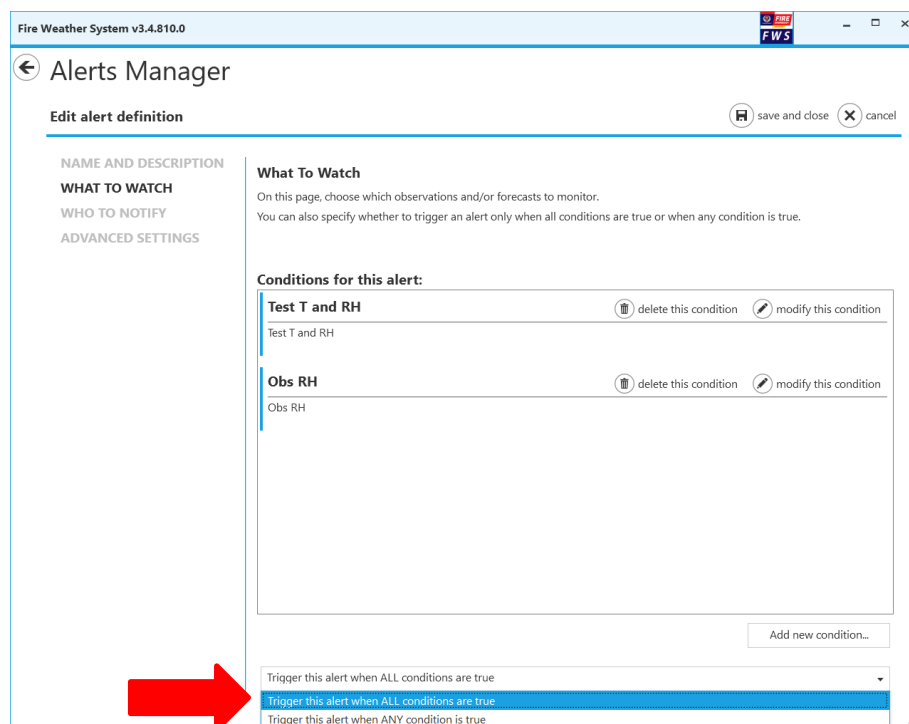 Fire Weather System v3.4.810.0
FIRE
FWS
Alerts Manager
Edit alert definition
save and close
cancel
NAME AND DESCRIPTION
WHAT TO WATCH
WHO TO NOTIFY
ADVANCED SETTINGS
What To Watch
On this page, choose which observations and/or forecasts to monitor.
You can also specify whether to trigger an alert only when all conditions are true or when any condition is true.
Conditions for this alert:
Test T and RH
delete this condition
modify this condition
Test T and RH
Obs RH
delete this condition
modify this condition
Obs RH
Add new condition...
Trigger this alert when ALL conditions are true
Trigger this alert when ALL conditions are true
Trigger this alert when ANY condition is true